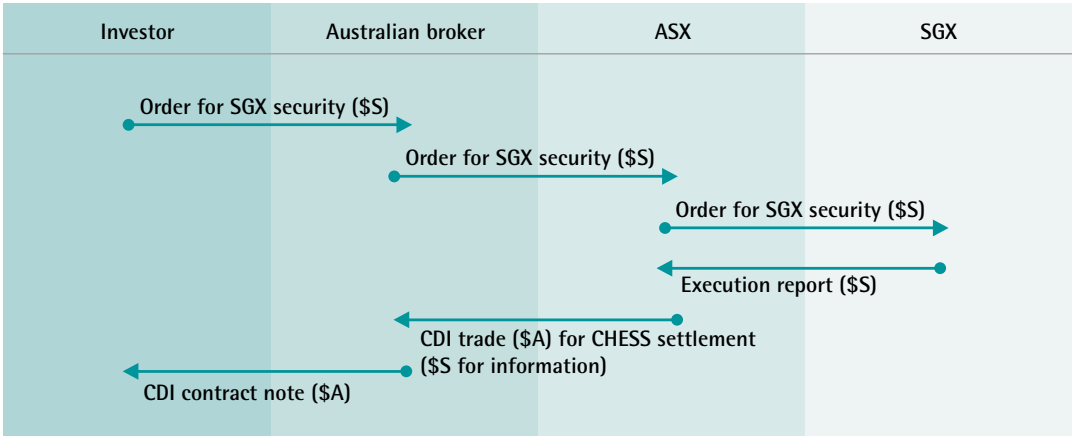 Investor
Australian broker
ASX
SGX
Order for SGX security ($S)
Order for SGX security ($S)
Order for SGX security ($S)
Execution report ($S)
CDI trade ($A) for CHESS settlement
($S for information)
CDI contract note ($A)